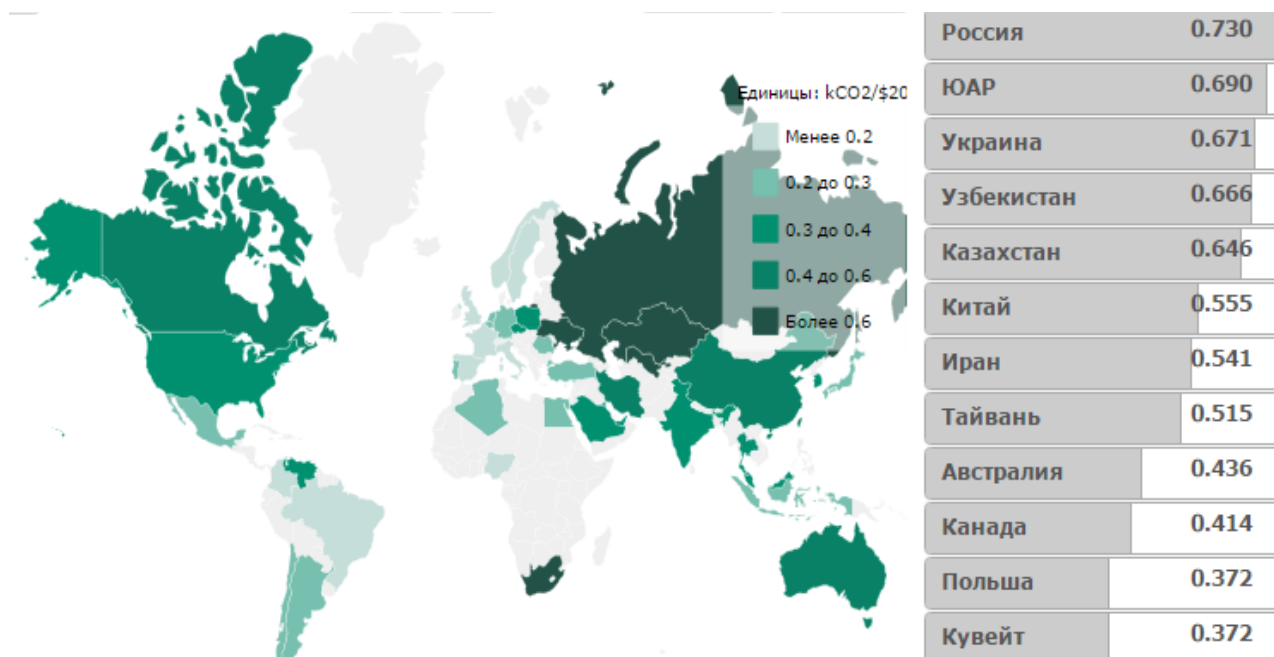 Единицы: kCO2/$20
Менее 0.2
0.2 до 0.3
0.3 до 0.4
0.4 до 0.6
Более 0.6
Россия 0.730
ЮАР 0.690
Украина 0.671
Узбекистан 0.666
Казахстан 0.646
Китай 0.555
Иран 0.541
Тайвань 0.515
Австралия 0.436
Канада 0.414
Польша 0.372
Кувейт 0.372